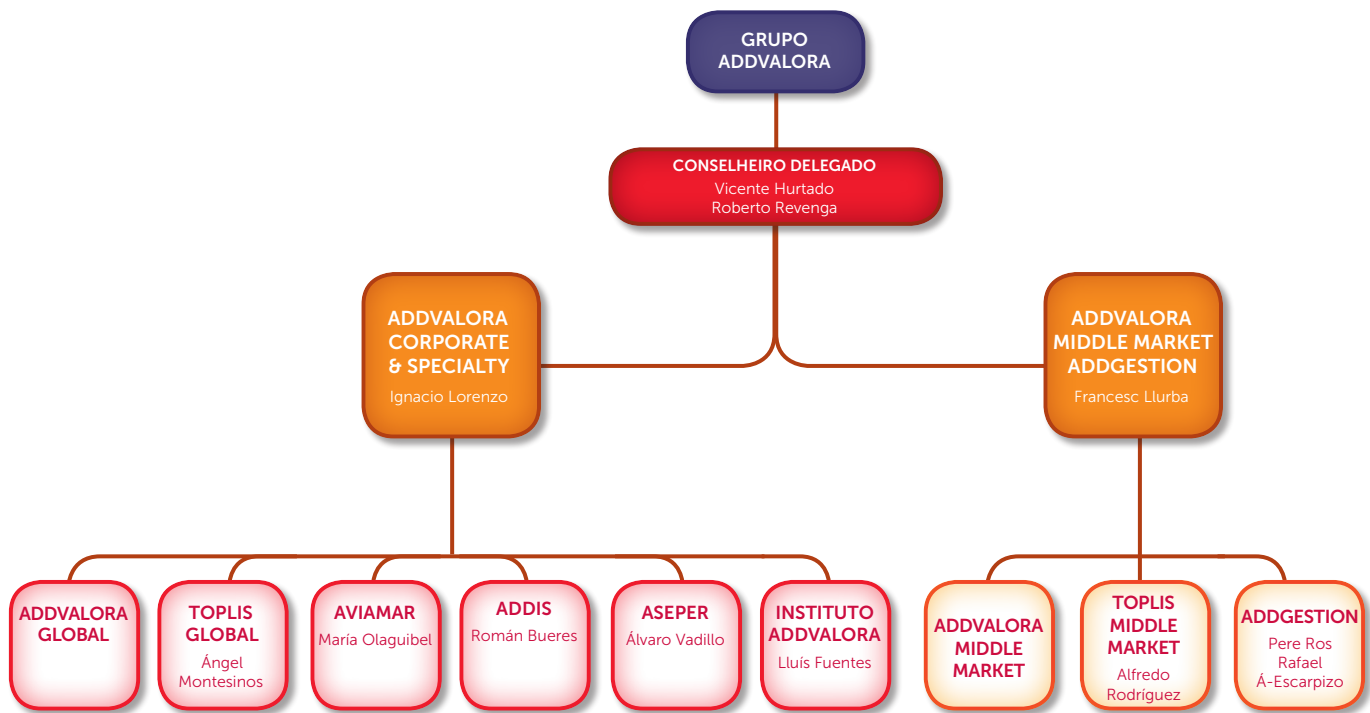 GRUPO
ADDVALORA
CONSELHEIRO DELEGADO
Vicente Hurtado
Roberto Revenga
ADDVALORA
CORPORATE
& SPECIALTY
Ignacio Lorenzo
ADDVALORA
MIDDLE MARKET
ADDGESTION
Francesc Llurba
ADDVALORA
GLOBAL
TOPLIS
GLOBAL
Ángel
Montesinos
AVIAMAR
María Olaguibel
ADDIS
Román Bueres
ASEPER
Álvaro Vadillo
INSTITUTO
ADDVALORA
Lluís Fuentes
ADDVALORA
MIDDLE
MARKET
TOPLIS
MIDDLE
MARKET
Alfredo
Rodríguez
ADDGESTION
Pere Ros
Rafael
Á-Escarpizo